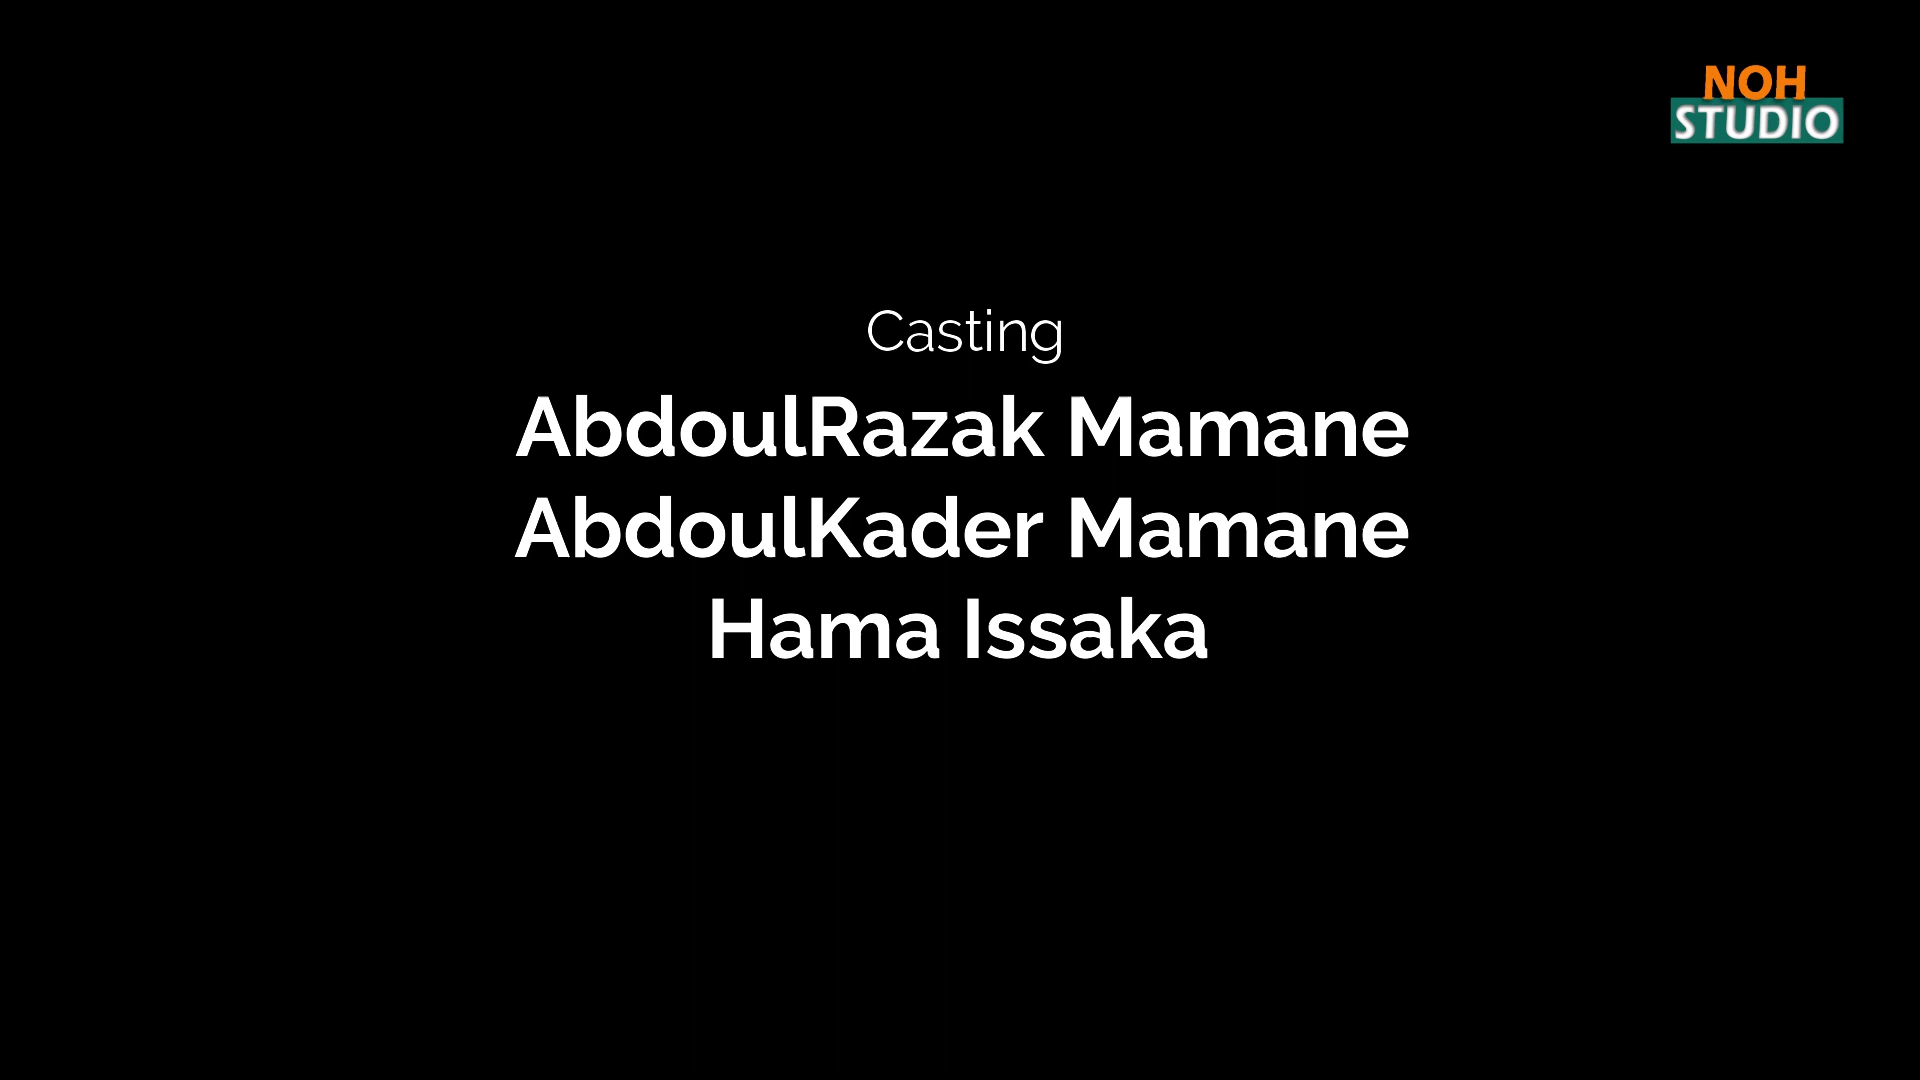 NOH
STUDIO
Casting
AbdoulRazak Mamane
AbdoulKader Mamane
Hama Issaka